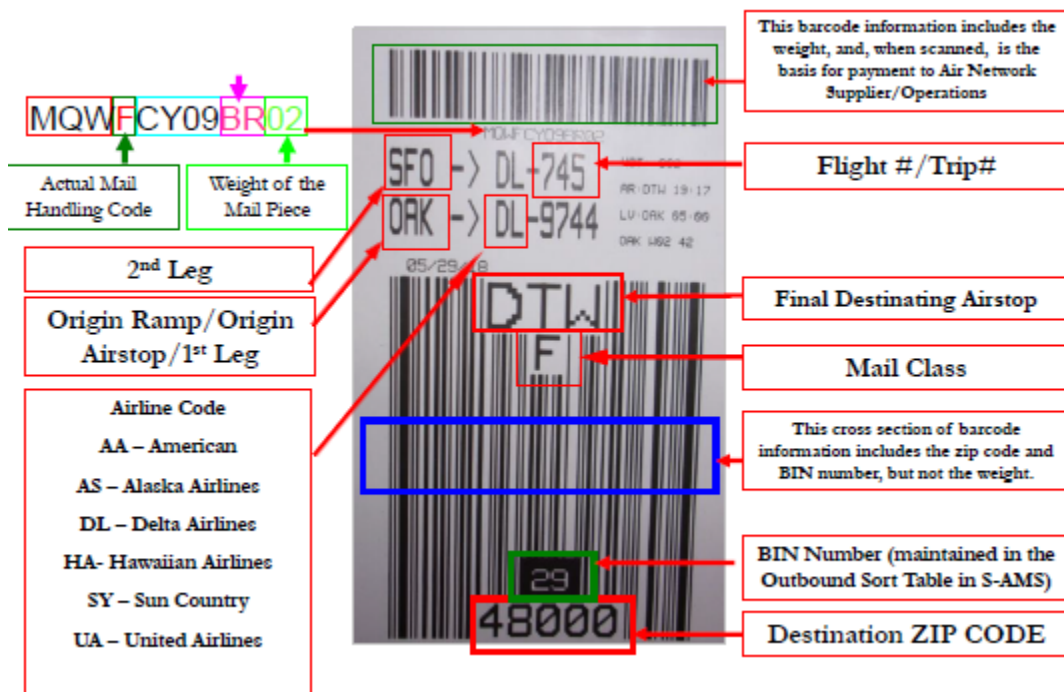 This barcode information includes the
weight, and, when scanned, is the
basis for payment to Air Network
Supplier/Operations
MQWFCY09BR02
Actual Mail
Handling Code
Weight of the
Mail Piece
MQWFCY09BR02
SFO -> DL-745
AR:DTW 19:17
Flight #/Trip#
OAK -> DL-9744
LV:OAK 05:00
OAK W02 42
2nd Leg
05/29/18
Origin Ramp/Origin
Airstop/1st Leg
DTW
Final Destinating Airstop
F
Mail Class
Airline Code
AA – American
AS – Alaska Airlines
DL – Delta Airlines
HA- Hawaiian Airlines
SY – Sun Country
UA – United Airlines
This cross section of barcode
information includes the zip code and
BIN number, but not the weight.
29
BIN Number (maintained in the
Outbound Sort Table in S-AMS)
48000
Destination ZIP CODE